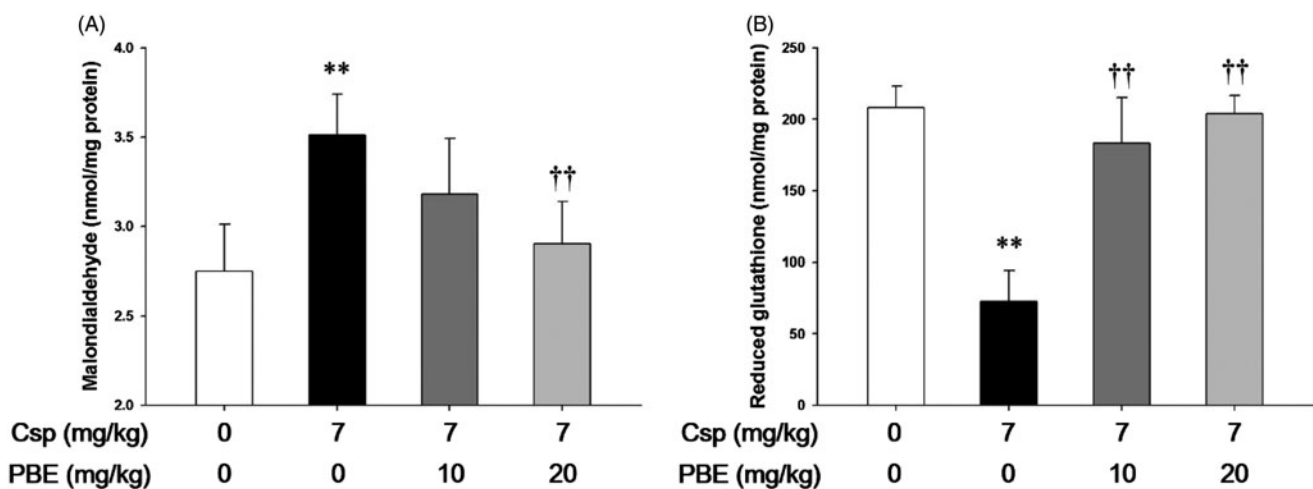 (A)
Malondialdehyde (nmol/mg protein)
4.0
3.5
3.0
2.5
2.0
**
††
Csp (mg/kg) 0 7 7 7
PBE (mg/kg) 0 0 10 20
(B)
Reduced glutathione (nmol/mg protein)
250
200
150
100
50
0
**
††
††
Csp (mg/kg) 0 7 7 7
PBE (mg/kg) 0 0 10 20